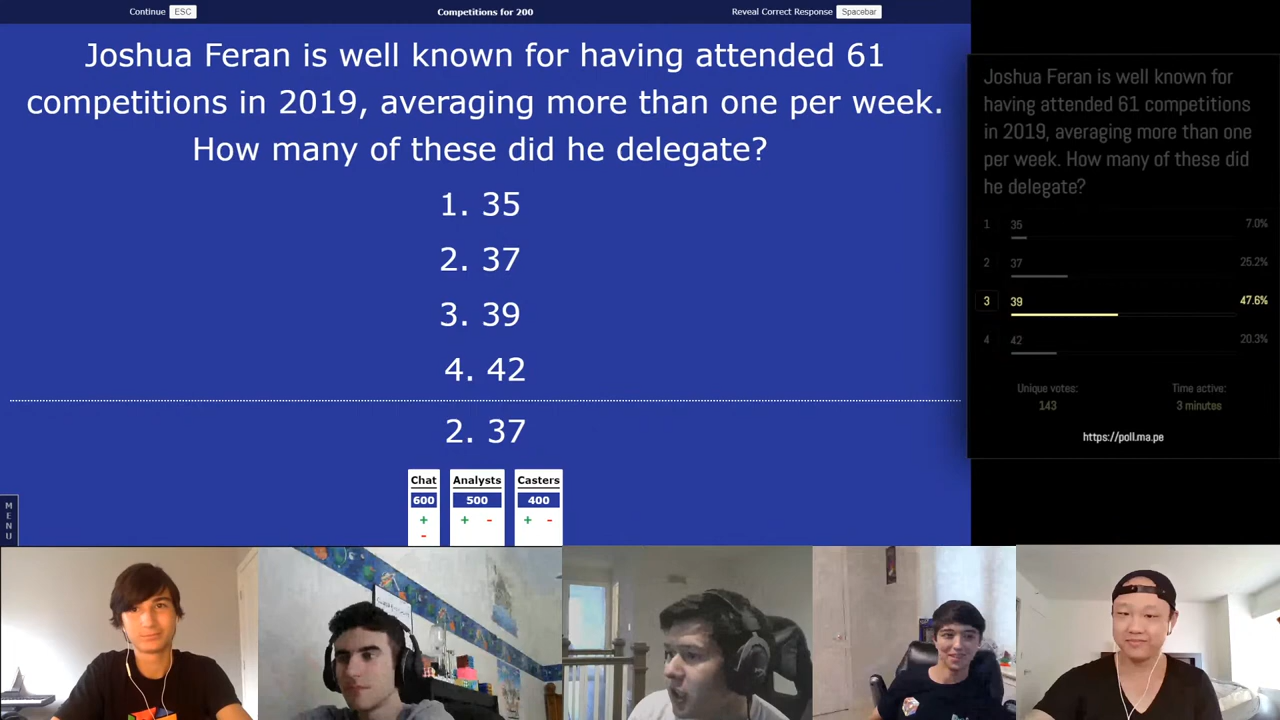 Continue ESC
Competitions for 200
Reveal Correct Response Spacebar
Joshua Feran is well known for having attended 61
competitions in 2019, averaging more than one per week.
How many of these did he delegate?
1. 35
2. 37
3. 39
4. 42
2. 37
Chat Analysts Casters
600 500 400
+ + - + -
-
MENU
Joshua Feran is well known for
having attended 61 competitions
in 2019, averaging more than one
per week. How many of these did
he delegate?
1 35 7.0%
2 37 25.2%
3 39 47.6%
4 42 20.3%
Unique votes: Time active:
143 3 minutes
https://poll.ma.pe